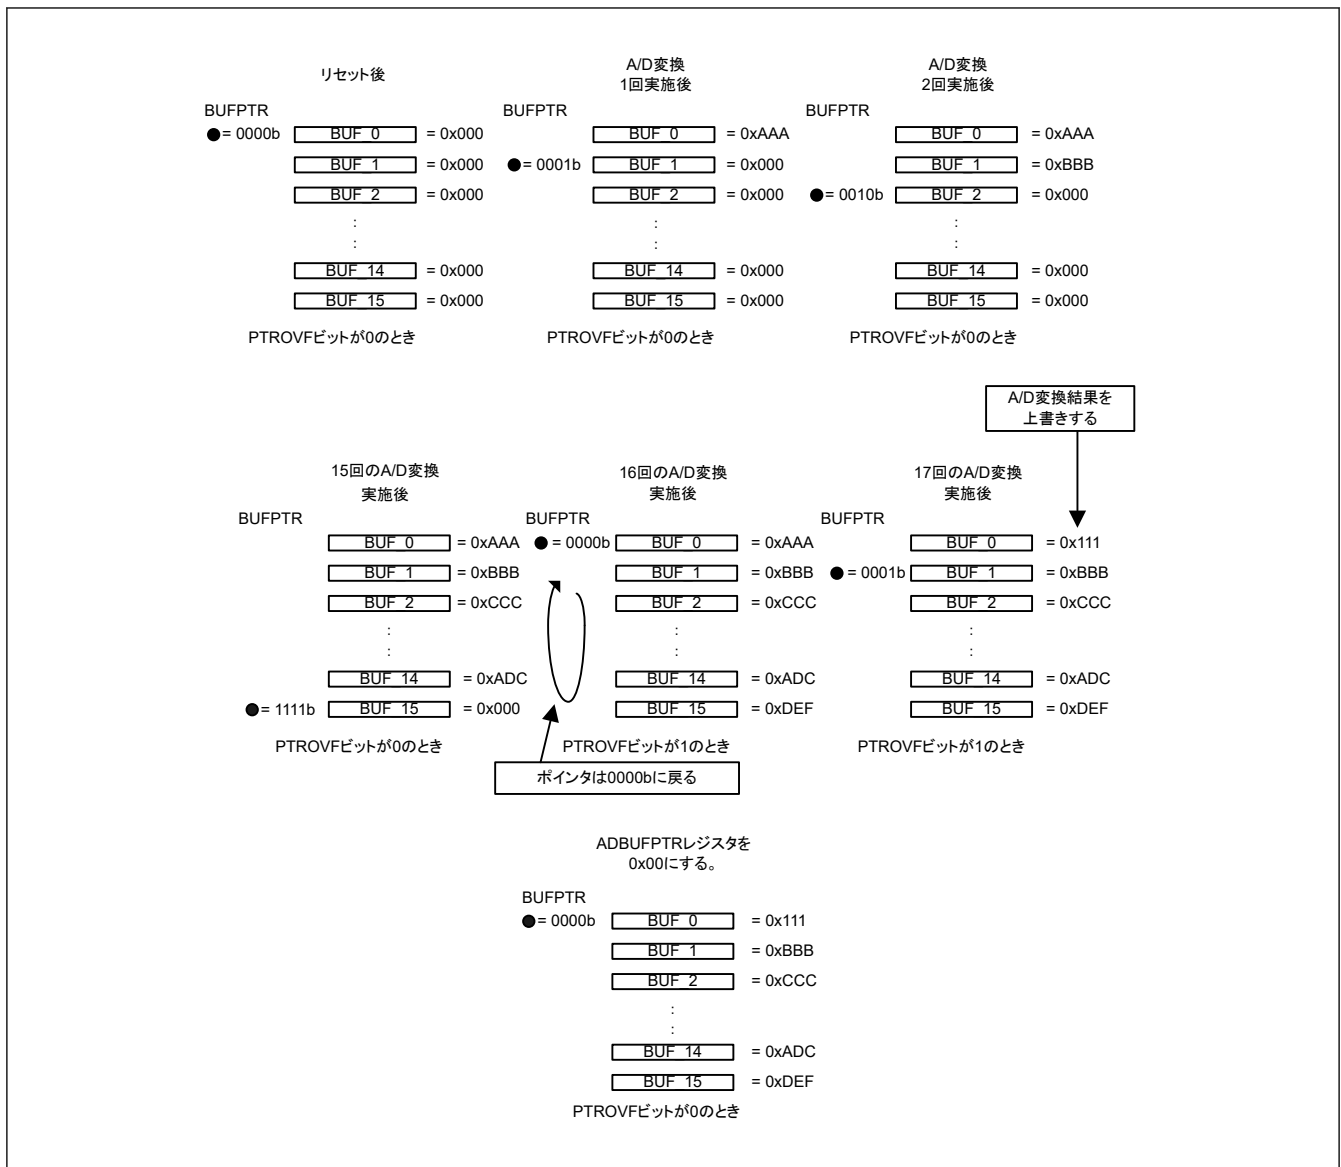 リセット後
BUFPTR
= 0000b
BUF_0 = 0x000
BUF_1 = 0x000
BUF_2 = 0x000
:
:
BUF_14 = 0x000
BUF_15 = 0x000
PTROVFビットが0のとき
A/D変換
1回実施後
BUFPTR
BUF_0 = 0xAAA
= 0001b
BUF_1 = 0x000
BUF_2 = 0x000
:
:
BUF_14 = 0x000
BUF_15 = 0x000
PTROVFビットが0のとき
A/D変換
2回実施後
BUFPTR
BUF_0 = 0xAAA
BUF_1 = 0xBBB
= 0010b
BUF_2 = 0x000
:
:
BUF_14 = 0x000
BUF_15 = 0x000
PTROVFビットが0のとき
15回のA/D変換
実施後
BUFPTR
BUF_0 = 0xAAA
BUF_1 = 0xBBB
BUF_2 = 0xCCC
:
:
BUF_14 = 0xADC
= 1111b
BUF_15 = 0x000
PTROVFビットが0のとき
16回のA/D変換
実施後
BUFPTR
= 0000b
BUF_0 = 0xAAA
BUF_1 = 0xBBB
BUF_2 = 0xCCC
:
:
BUF_14 = 0xADC
BUF_15 = 0xDEF
PTROVFビットが1のとき
ポインタは0000bに戻る
A/D変換結果を
上書きする
17回のA/D変換
実施後
BUFPTR
BUF_0 = 0x111
= 0001b
BUF_1 = 0xBBB
BUF_2 = 0xCCC
:
:
BUF_14 = 0xADC
BUF_15 = 0xDEF
PTROVFビットが1のとき
ADBUFPTRレジスタを
0x00にする。
BUFPTR
= 0000b
BUF_0 = 0x111
BUF_1 = 0xBBB
BUF_2 = 0xCCC
:
:
BUF_14 = 0xADC
BUF_15 = 0xDEF
PTROVFビットが0のとき